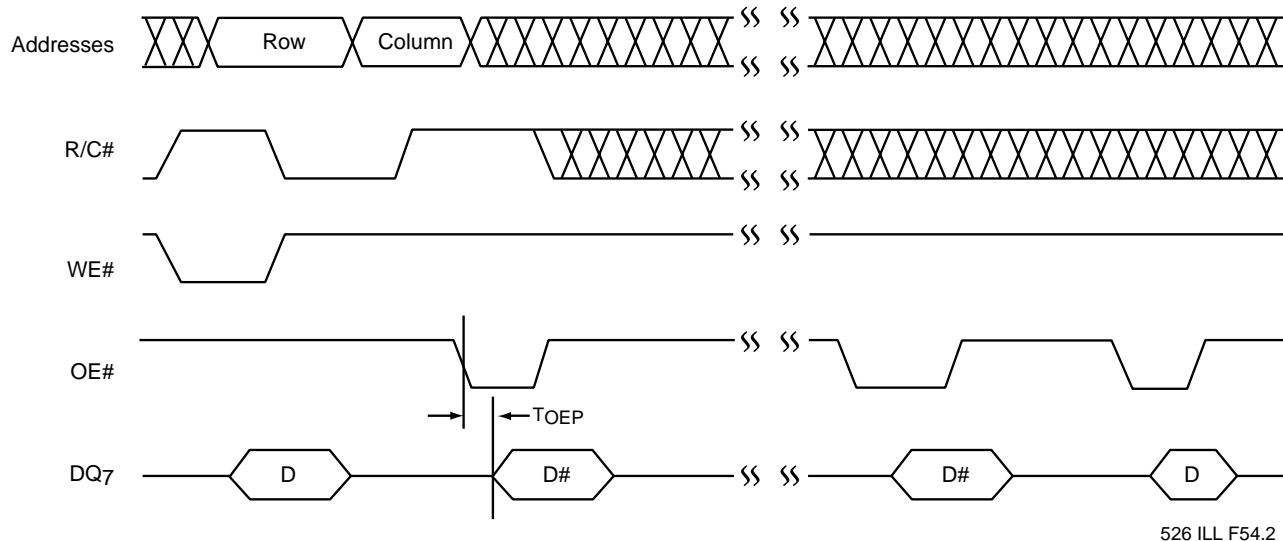 Addresses
Row
Column
R/C#
WE#
OE#
TOEP
DQ7
D
D#
D#
D
526 ILL F54.2